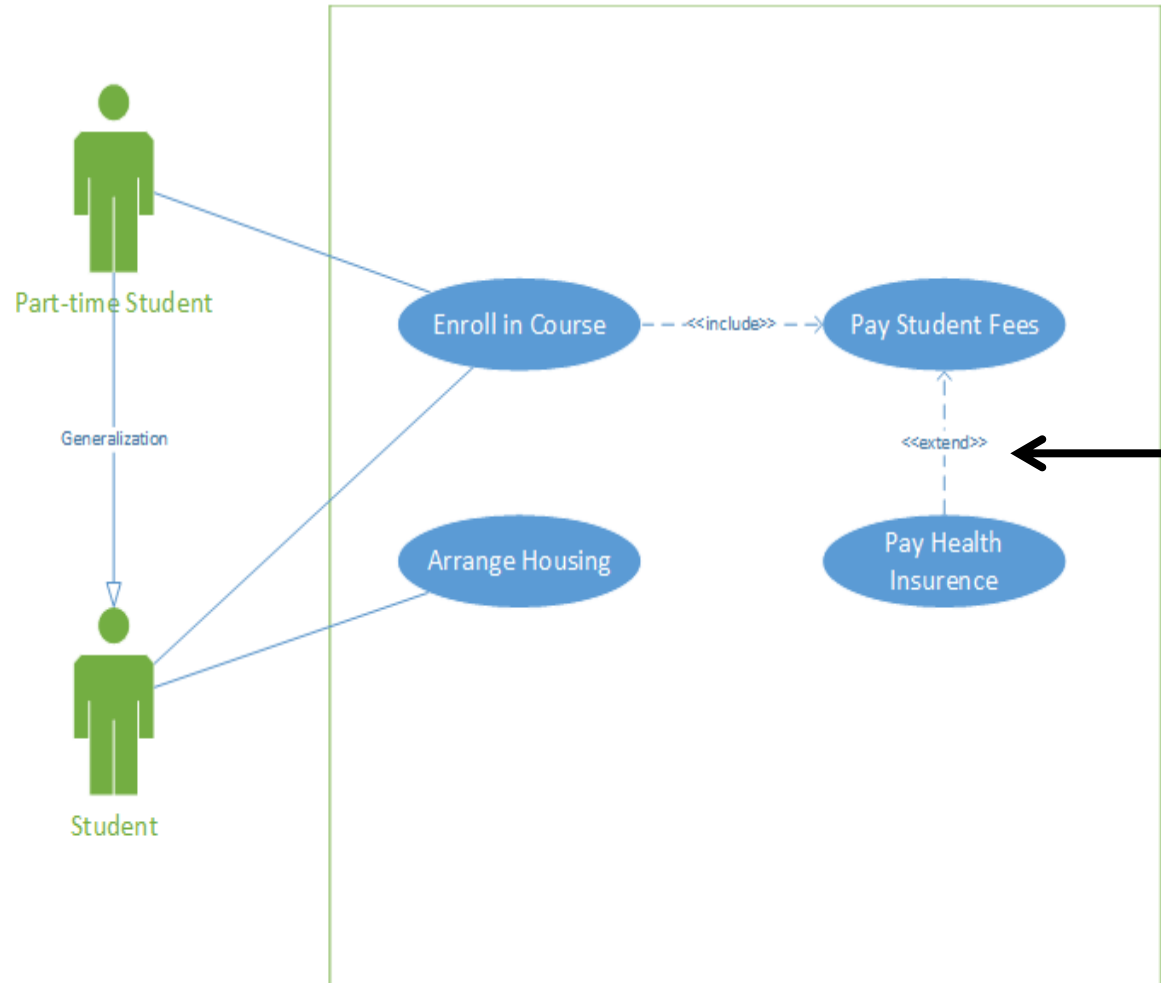 Part-time Student
Enroll in Course
<<include>>
Pay Student Fees
Generalization
<<extend>>
Arrange Housing
Pay Health
Insurence
Student